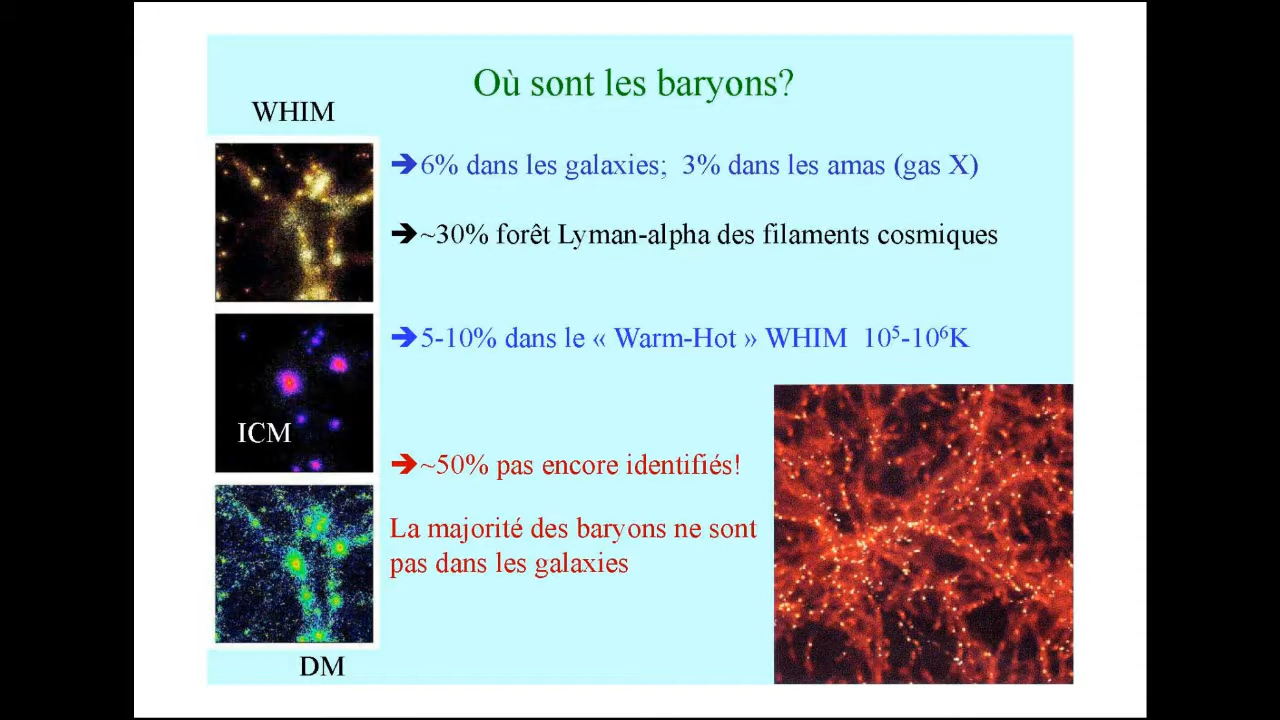 Où sont les baryons?
WHIM
➔6% dans les galaxies; 3% dans les amas (gas X)
➔~30% forêt Lyman-alpha des filaments cosmiques
➔5-10% dans le « Warm-Hot » WHIM 10⁵-10⁶K
ICM
➔~50% pas encore identifiés!
La majorité des baryons ne sont
pas dans les galaxies
DM